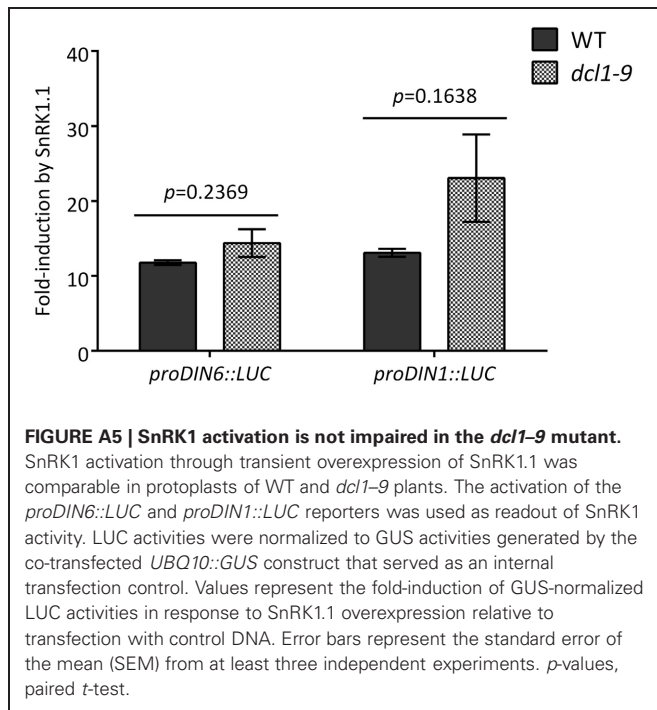 40
30
20
10
0
Fold-induction by SnRK1.1
WT
dcl1-9
p=0.2369
p=0.1638
proDIN6::LUC
proDIN1::LUC
FIGURE A5 | SnRK1 activation is not impaired in the dcl1–9 mutant.
SnRK1 activation through transient overexpression of SnRK1.1 was
comparable in protoplasts of WT and dcl1–9 plants. The activation of the
proDIN6::LUC and proDIN1::LUC reporters was used as readout of SnRK1
activity. LUC activities were normalized to GUS activities generated by the
co-transfected UBQ10::GUS construct that served as an internal
transfection control. Values represent the fold-induction of GUS-normalized
LUC activities in response to SnRK1.1 overexpression relative to
transfection with control DNA. Error bars represent the standard error of
the mean (SEM) from at least three independent experiments. p-values,
paired t-test.